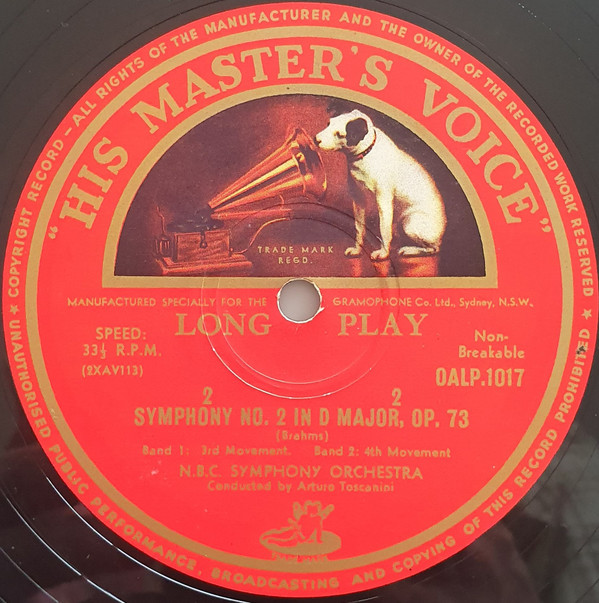 COPYRIGHT RECORD – ALL RIGHTS OF THE MANUFACTURER AND THE OWNER OF THE RECORDED WORK RESERVED ★
"HIS MASTER'S VOICE"
TRADE MARK
REGD.
MANUFACTURED SPECIALLY FOR THE GRAMOPHONE Co. Ltd., Sydney, N.S.W.
LONG PLAY
SPEED:
33⅓ R.P.M.
(2XAV113)
Non-
Breakable
OALP.1017
2 2
SYMPHONY NO. 2 IN D MAJOR, OP. 73
(Brahms)
Band 1: 3rd Movement. Band 2: 4th Movement
N.B.C. SYMPHONY ORCHESTRA
Conducted by Arturo Toscanini
★ UNAUTHORISED PUBLIC PERFORMANCE, BROADCASTING AND COPYING OF THIS RECORD PROHIBITED